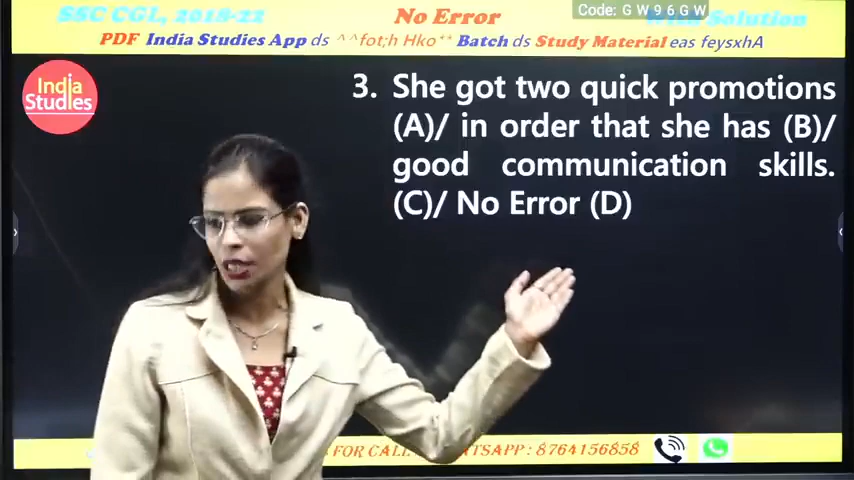 SSC CGL, 2018-22 No Error Solution
Code: G W 9 6 G W
PDF India Studies App ds ^^fot;h Hko** Batch ds Study Material eas feysxhA
India
Studies
3. She got two quick promotions
(A)/ in order that she has (B)/
good communication skills.
(C)/ No Error (D)
FOR CALL TSAPP : 8764156858